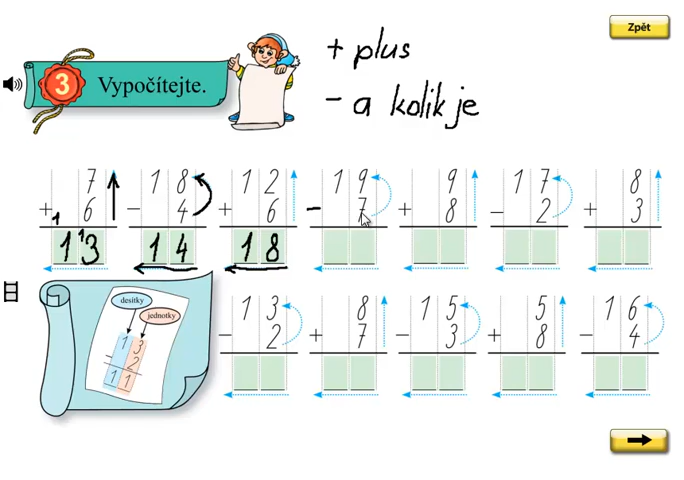 Zpět
+ plus
- a kolik je
3 Vypočítejte.
7 18 12 19 9 17 8
+ 6 - 4 + 6 - 7 + 8 - 2 + 3
1 1
13 14 18
desítky
jednotky
13
- 2
11
13 8 15 5 16
- 2 + 7 - 3 + 8 - 4